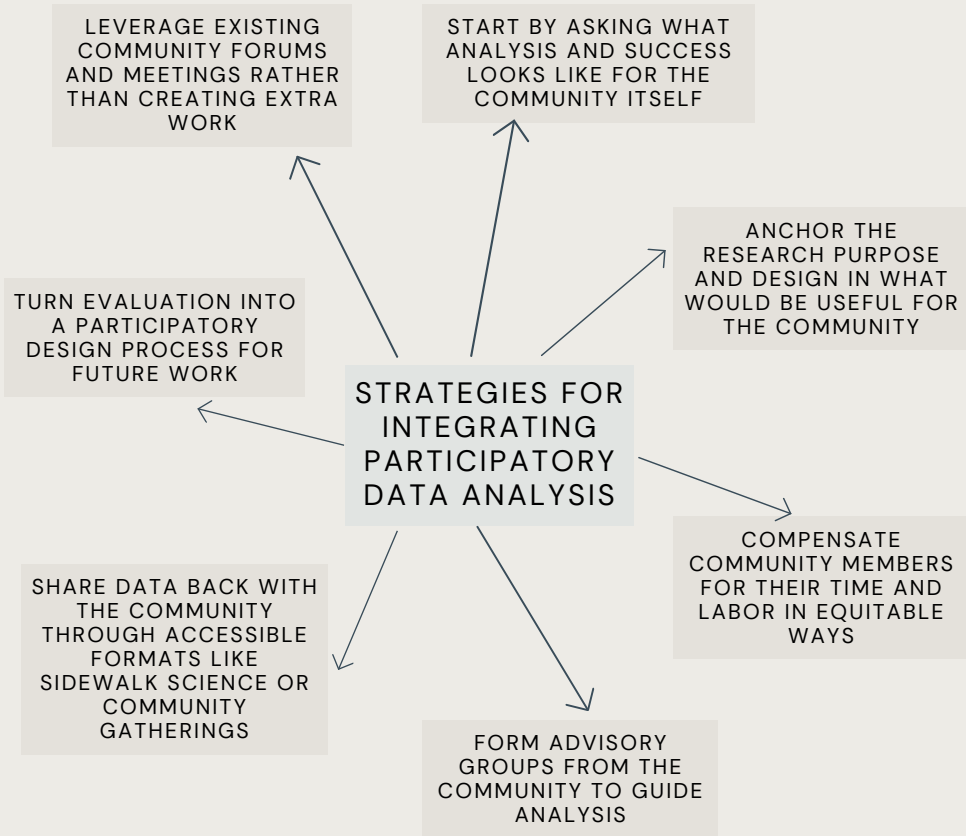 LEVERAGE EXISTING
COMMUNITY FORUMS
AND MEETINGS RATHER
THAN CREATING EXTRA
WORK
START BY ASKING WHAT
ANALYSIS AND SUCCESS
LOOKS LIKE FOR THE
COMMUNITY ITSELF
ANCHOR THE
RESEARCH PURPOSE
AND DESIGN IN WHAT
WOULD BE USEFUL FOR
THE COMMUNITY
TURN EVALUATION INTO
A PARTICIPATORY
DESIGN PROCESS FOR
FUTURE WORK
STRATEGIES FOR
INTEGRATING
PARTICIPATORY
DATA ANALYSIS
COMPENSATE
COMMUNITY MEMBERS
FOR THEIR TIME AND
LABOR IN EQUITABLE
WAYS
SHARE DATA BACK WITH
THE COMMUNITY
THROUGH ACCESSIBLE
FORMATS LIKE
SIDEWALK SCIENCE OR
COMMUNITY
GATHERINGS
FORM ADVISORY
GROUPS FROM THE
COMMUNITY TO GUIDE
ANALYSIS